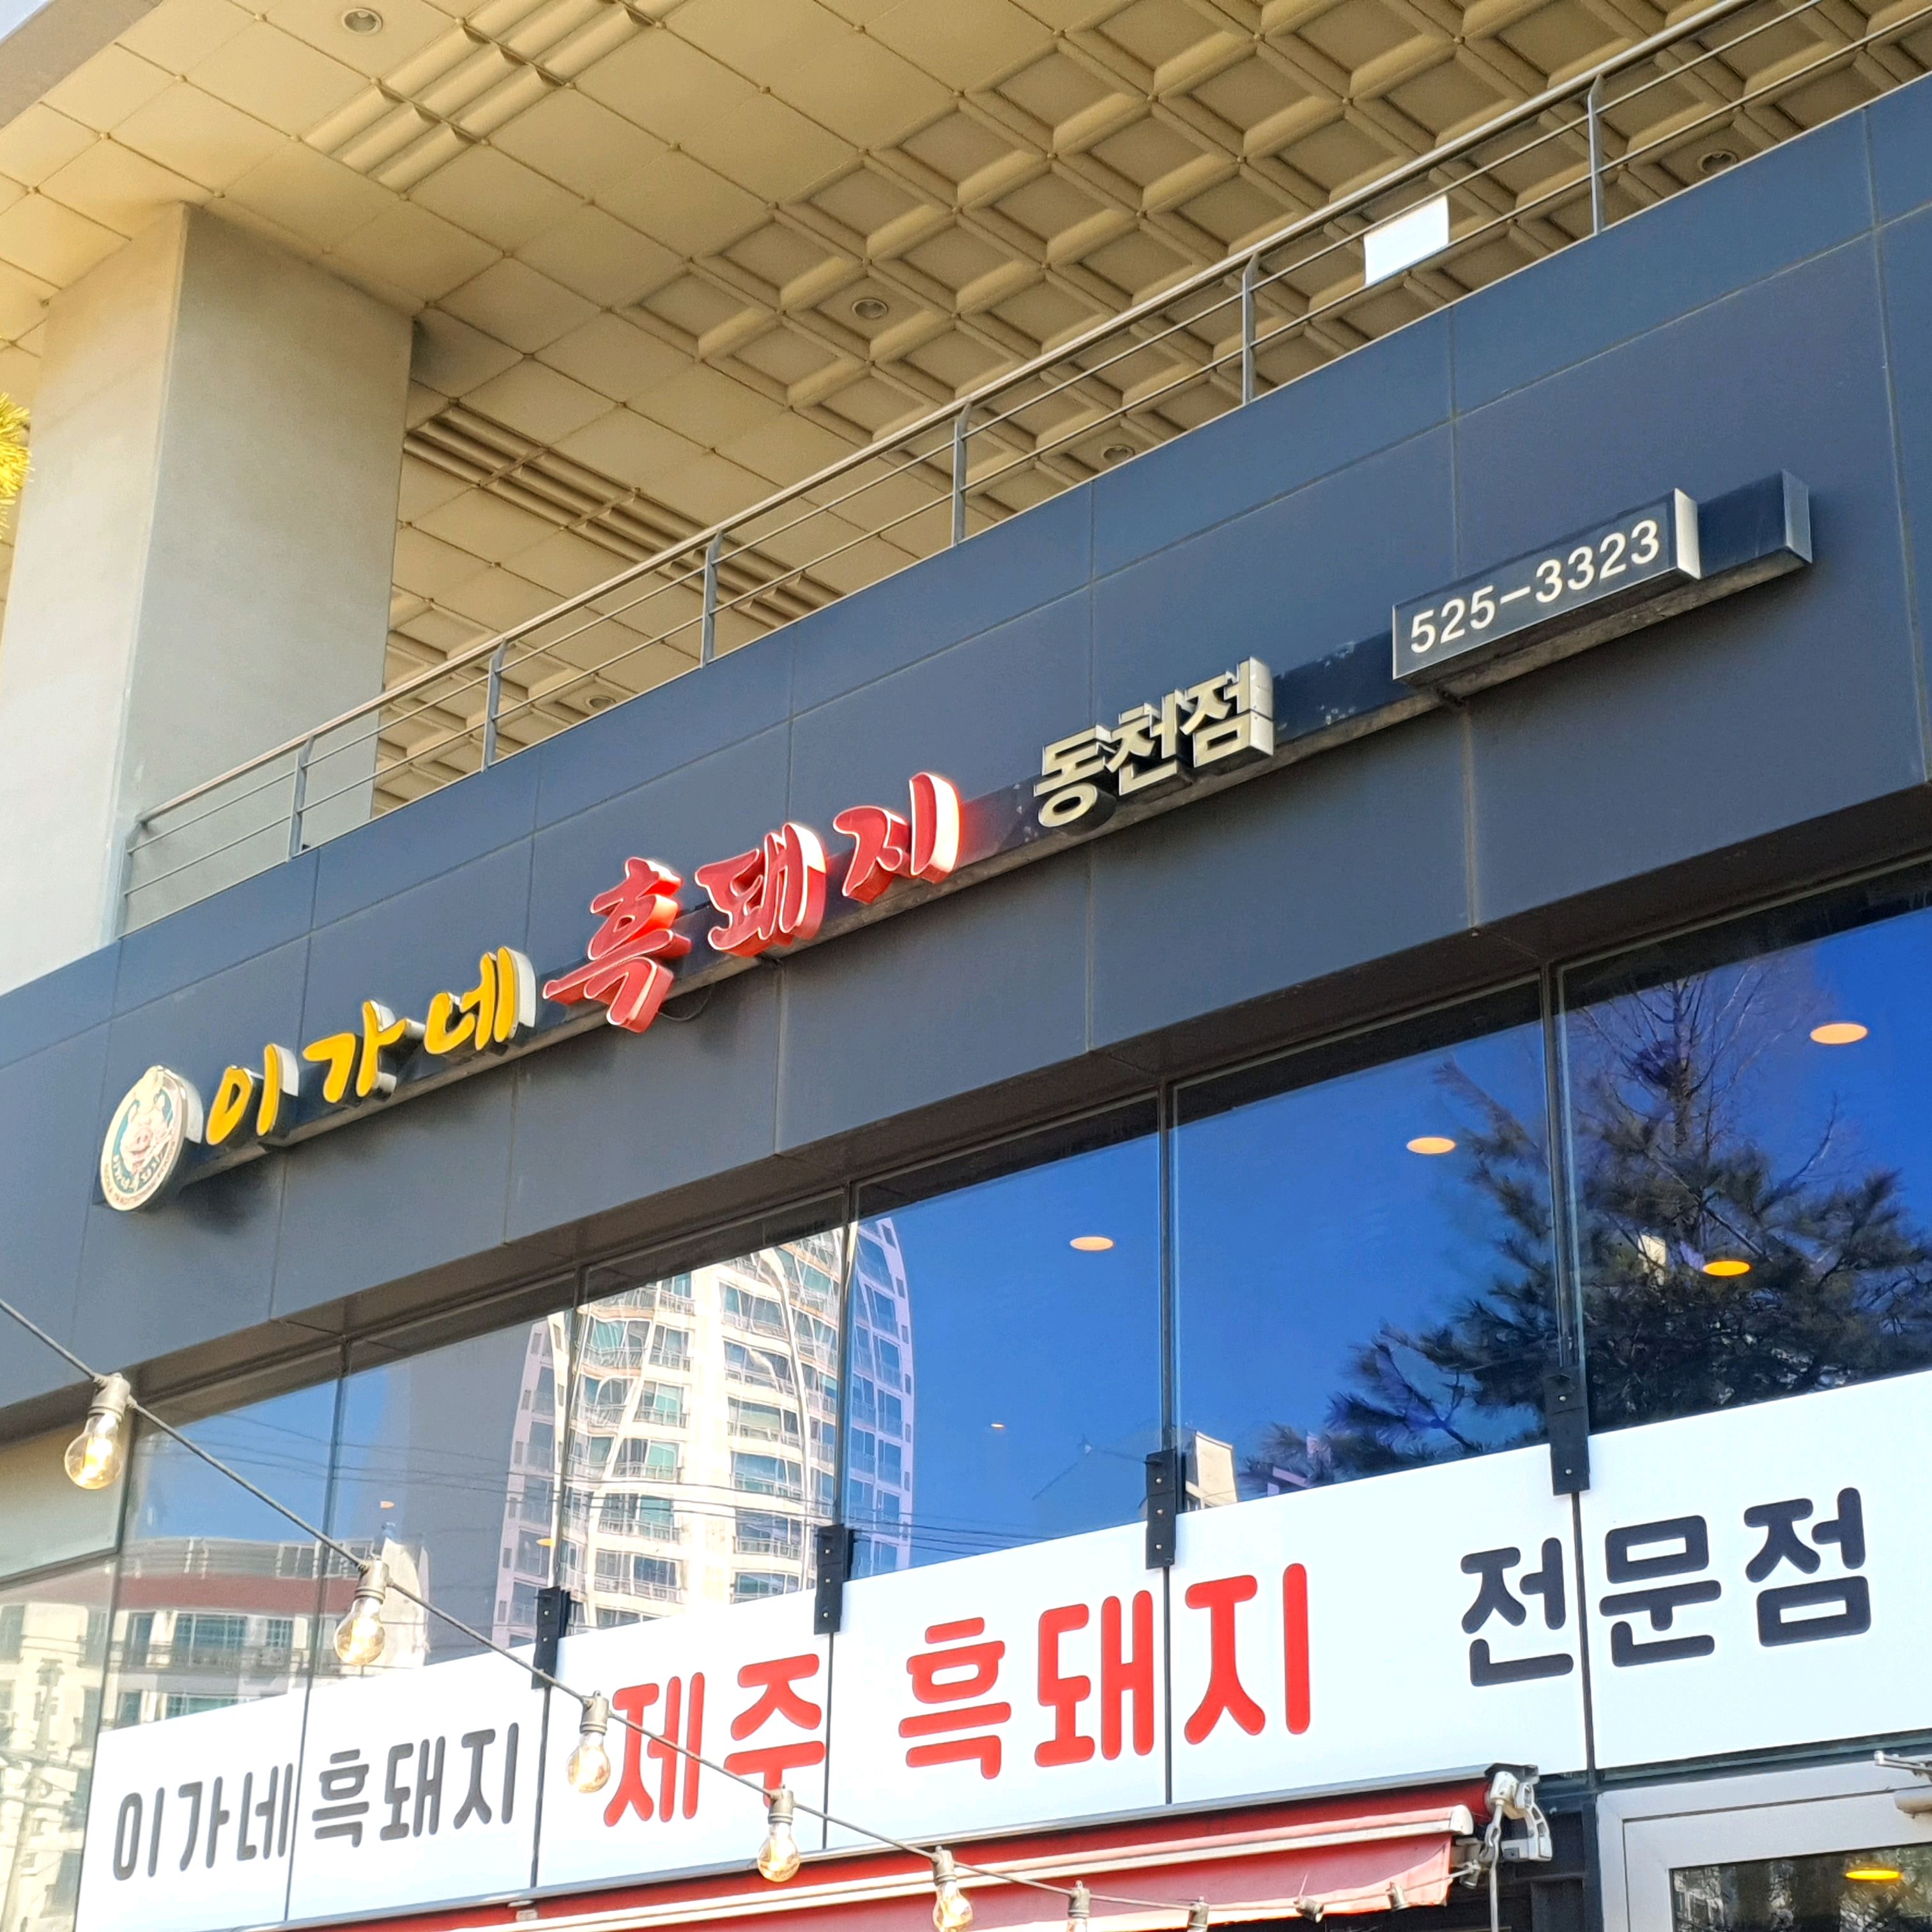 이가네 흑돼지 동천점 525-3323
이가네 흑돼지 제주 흑돼지 전문점